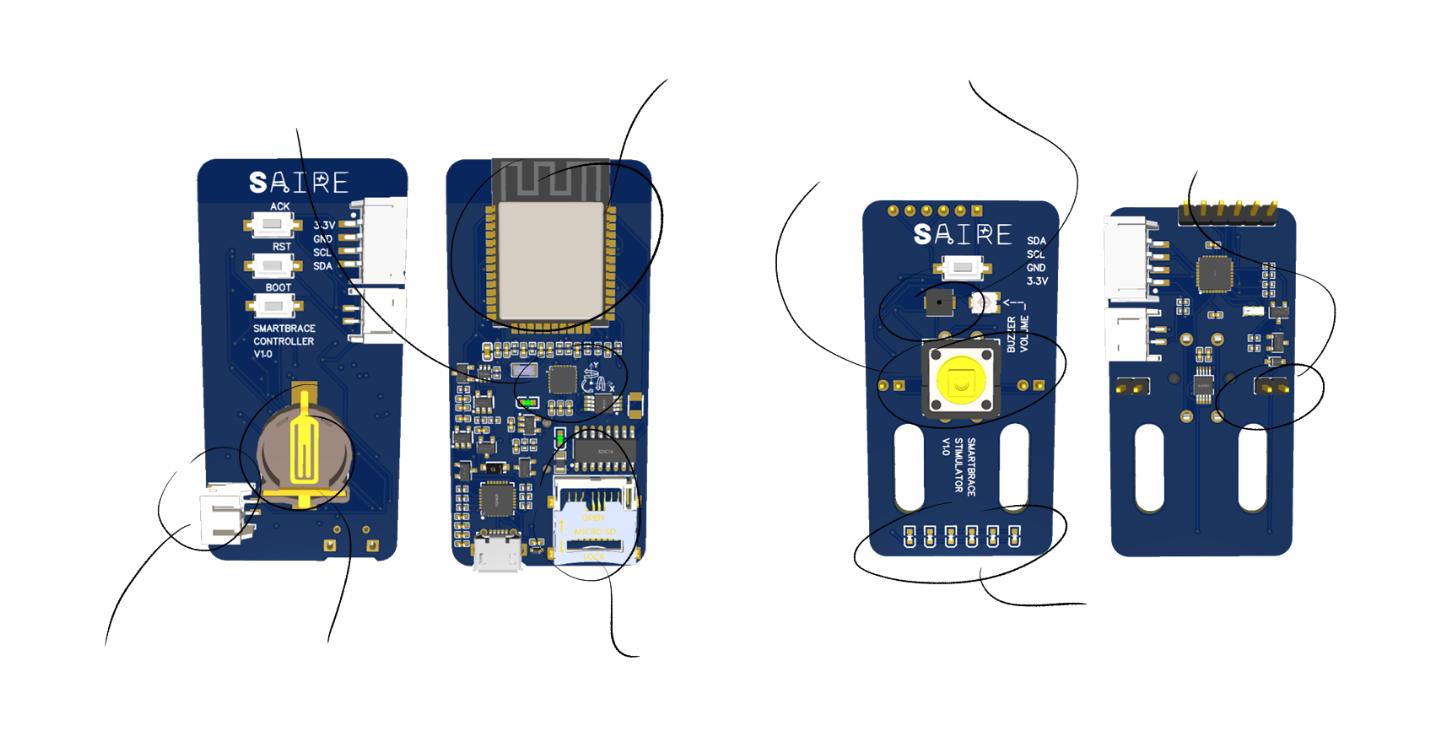 SAIRE
ACK
3.3V
GND
RST
SCL
SDA
BOOT
SMARTBRACE
CONTROLLER
V1.0
Y
X
OPEN
MICRO SD
LOCK
SAIRE
SDA
SCL
GND
3.3V
BUZZER
VOLUME
SMARTBRACE
STIMULATOR
V1.0